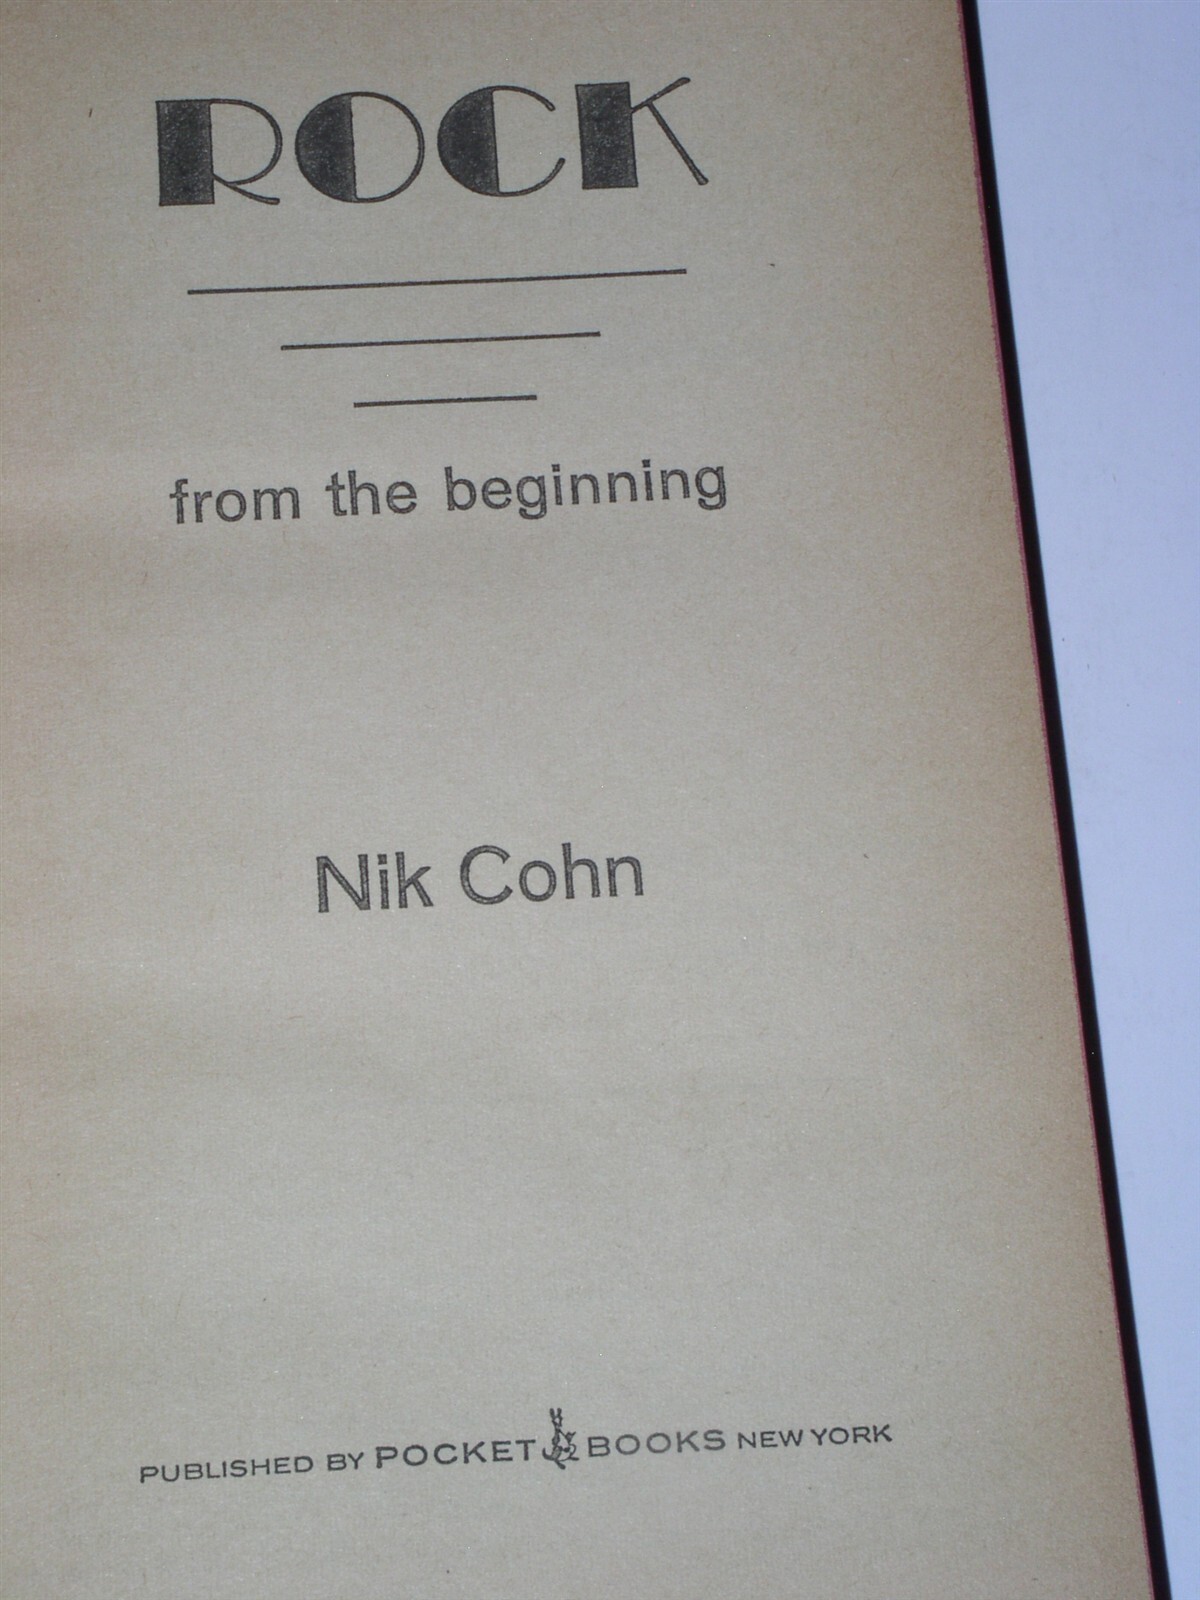 ROCK
from the beginning
Nik Cohn
PUBLISHED BY POCKET BOOKS NEW YORK